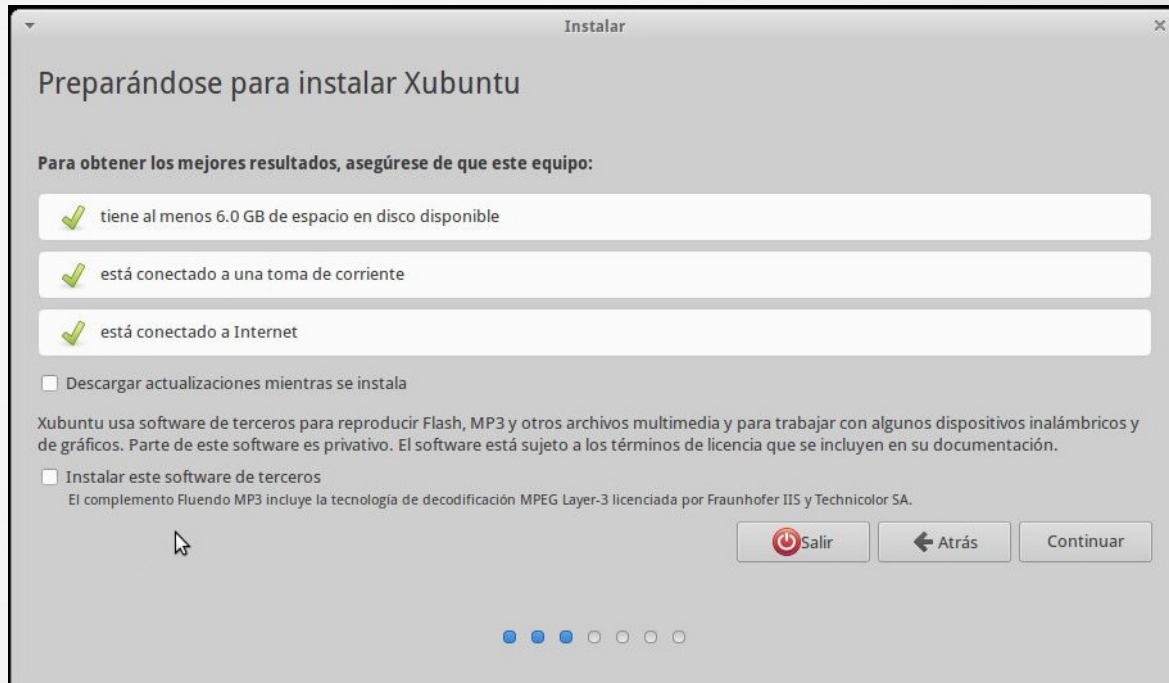 Instalar
Preparándose para instalar Xubuntu
Para obtener los mejores resultados, asegúrese de que este equipo:
tiene al menos 6.0 GB de espacio en disco disponible
está conectado a una toma de corriente
está conectado a Internet
Descargar actualizaciones mientras se instala
Xubuntu usa software de terceros para reproducir Flash, MP3 y otros archivos multimedia y para trabajar con algunos dispositivos inalámbricos y
de gráficos. Parte de este software es privativo. El software está sujeto a los términos de licencia que se incluyen en su documentación.
Instalar este software de terceros
El complemento Fluendo MP3 incluye la tecnología de decodificación MPEG Layer-3 licenciada por Fraunhofer IIS y Technicolor SA.
Salir Atrás Continuar